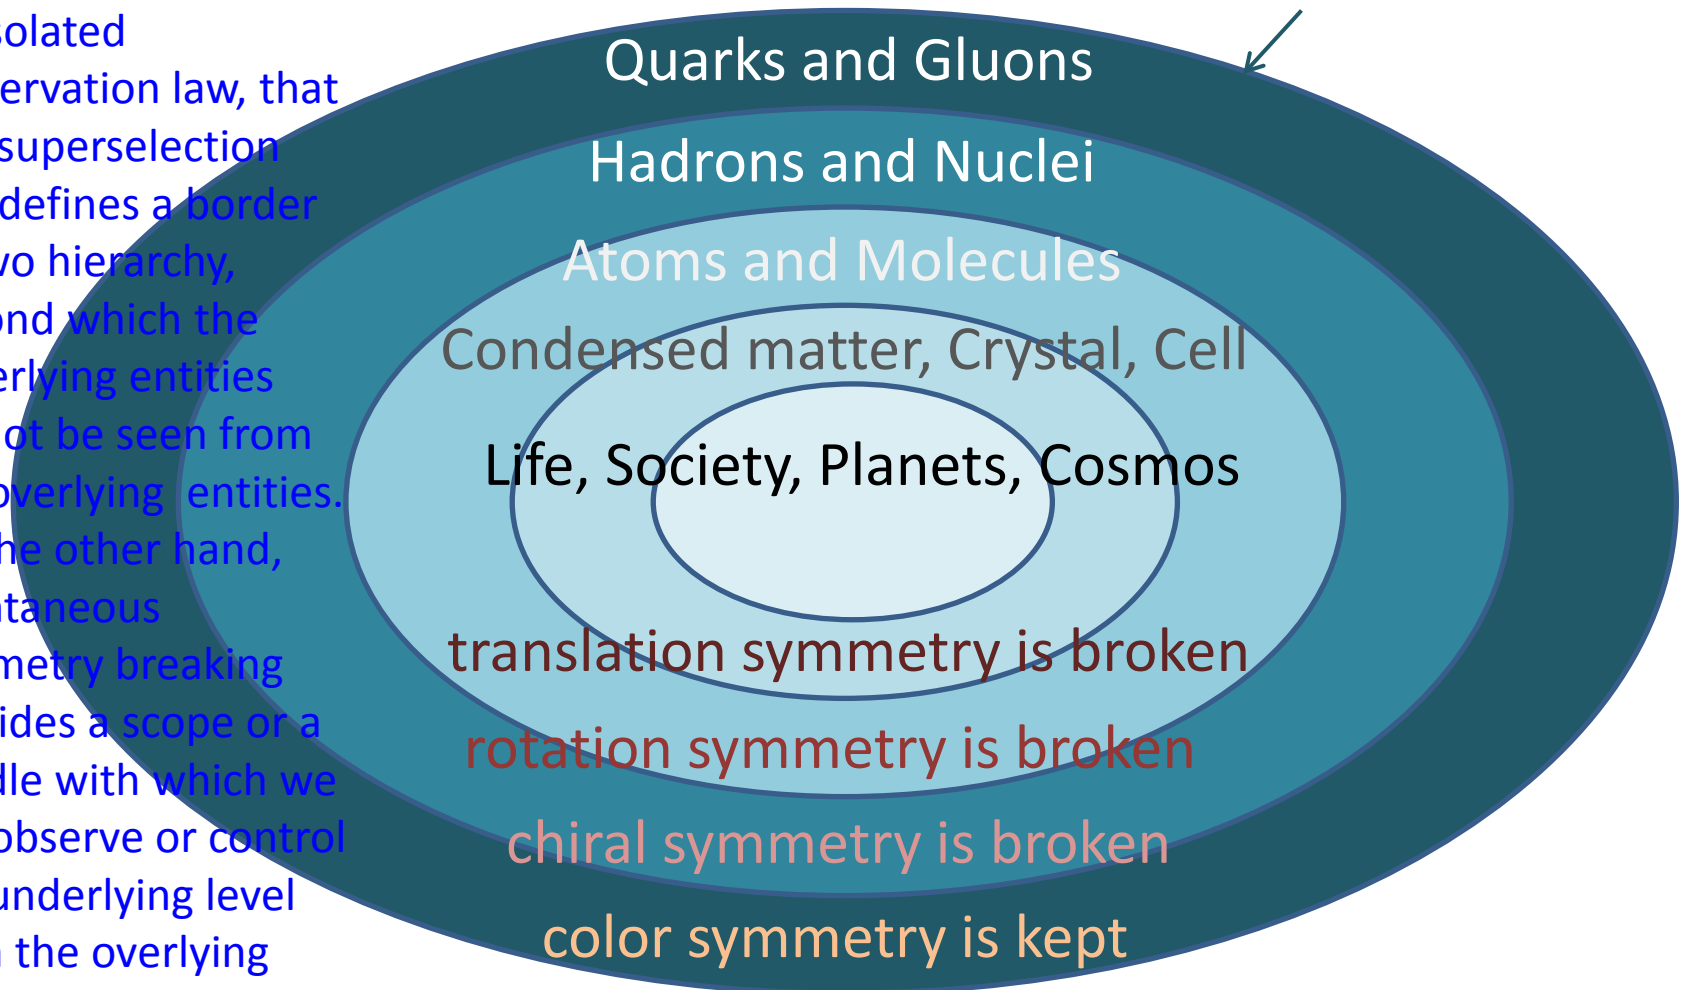 solated
ervation law, that
superselection
defines a border
wo hierarchy,
ond which the
erlying entities
ot be seen from
overlying entities.
he other hand,
ntaneous
metry breaking
ides a scope or a
dle with which we
observe or control
underlying level
the overlying
Quarks and Gluons
Hadrons and Nuclei
Atoms and Molecules
Condensed matter, Crystal, Cell
Life, Society, Planets, Cosmos
translation symmetry is broken
rotation symmetry is broken
chiral symmetry is broken
color symmetry is kept